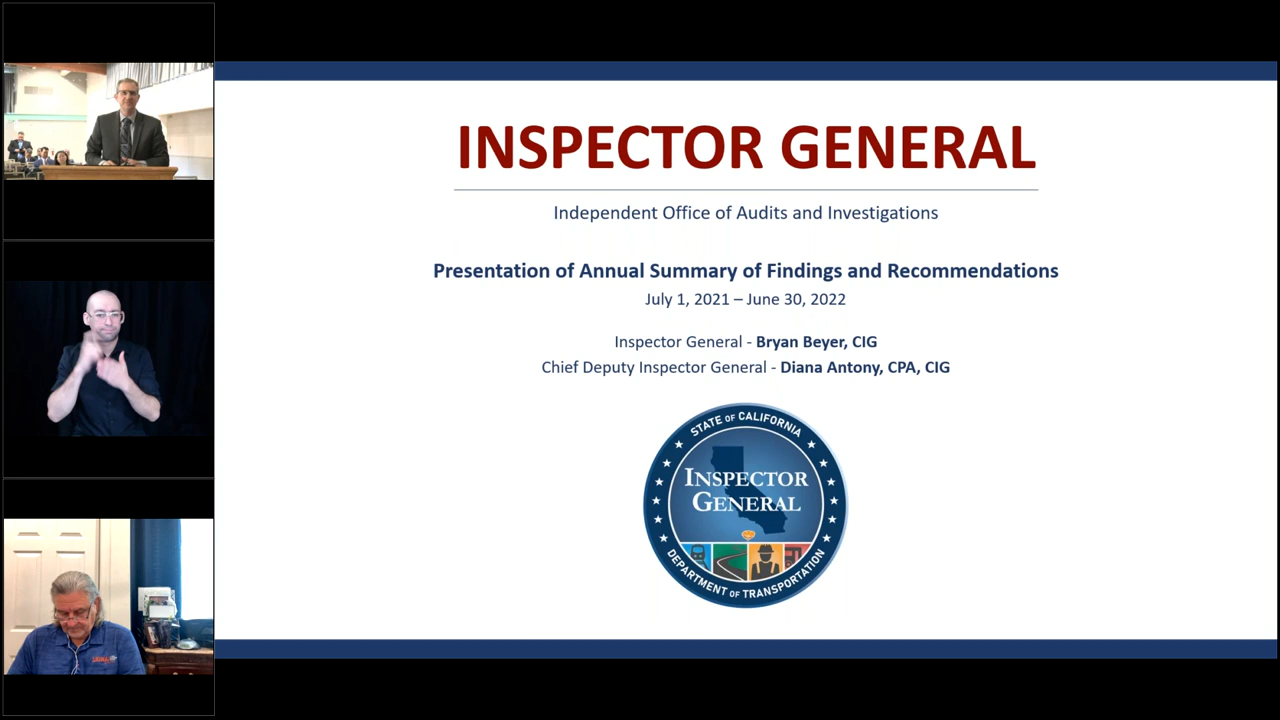 INSPECTOR GENERAL
Independent Office of Audits and Investigations
Presentation of Annual Summary of Findings and Recommendations
July 1, 2021 – June 30, 2022
Inspector General - Bryan Beyer, CIG
Chief Deputy Inspector General - Diana Antony, CPA, CIG
STATE OF CALIFORNIA
INSPECTOR
GENERAL
DEPARTMENT OF TRANSPORTATION